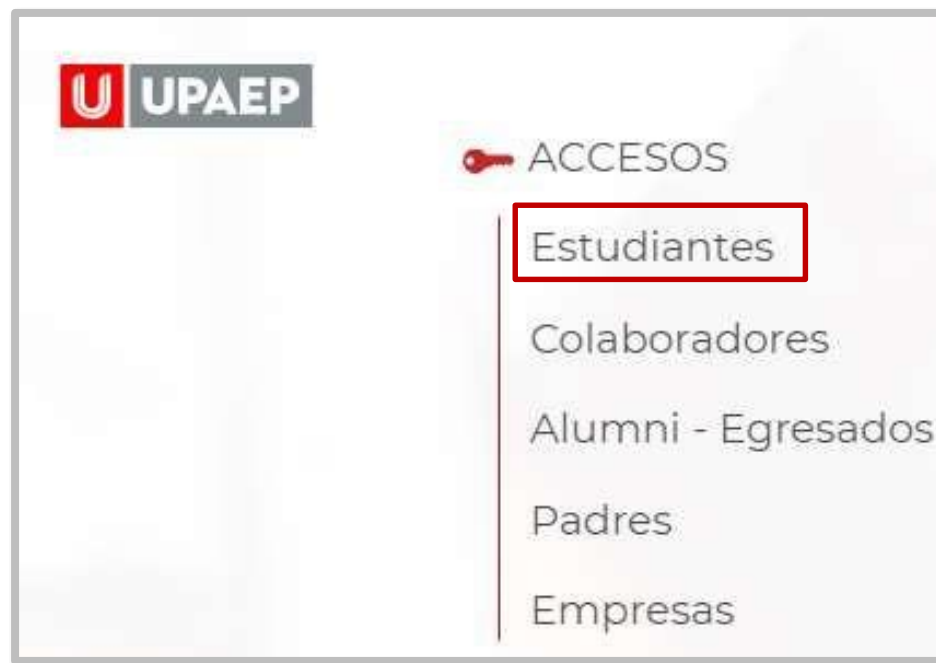 U UPAEP
ACCESOS
Estudiantes
Colaboradores
Alumni - Egresados
Padres
Empresas